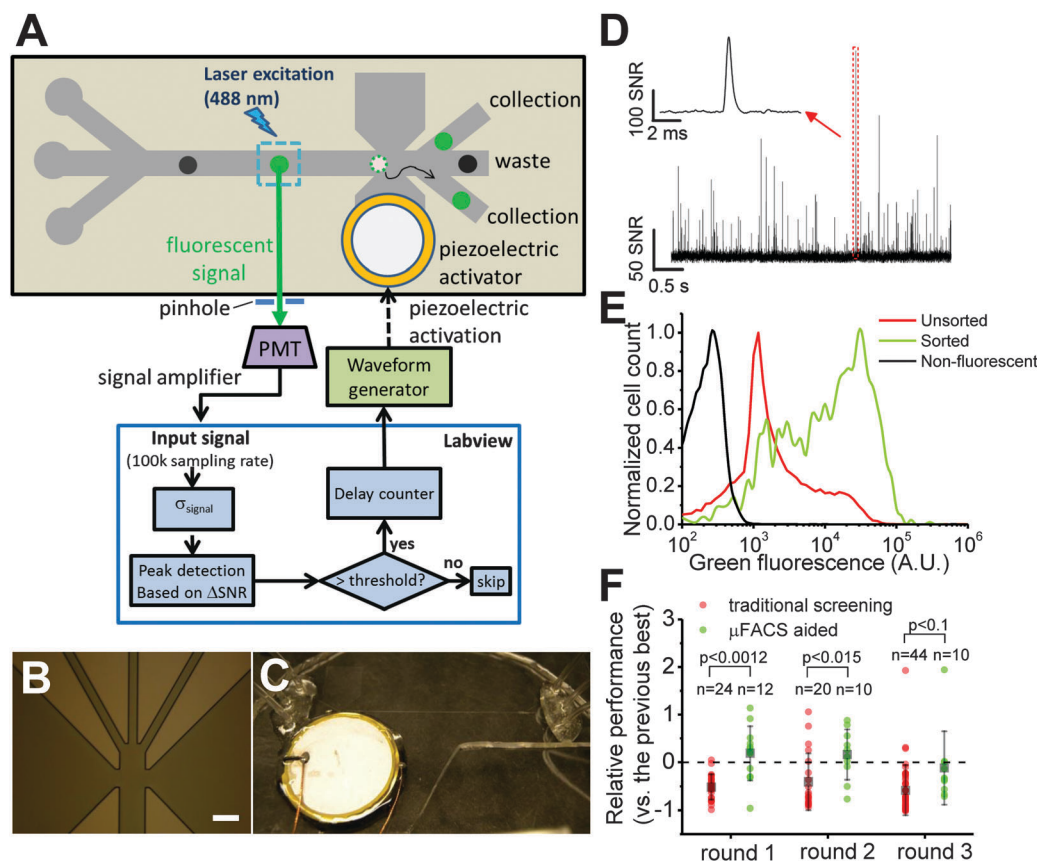 A
Laser excitation
(488 nm)
collection
waste
collection
fluorescent
signal
piezoelectric
activator
pinhole
piezoelectric
activation
PMT
signal amplifier
Waveform
generator
Labview
Input signal
(100k sampling rate)
σsignal
Delay counter
yes
Peak detection
Based on ΔSNR
> threshold?
no
skip
B
C
D
100 SNR
2 ms
50 SNR
0.5 s
E
Unsorted
Sorted
Non-fluorescent
Normalized cell count
1.0
0.8
0.6
0.4
0.2
0.0
10² 10³ 10⁴ 10⁵ 10⁶
Green fluorescence (A.U.)
F
traditional screening
μFACS aided
p<0.0012
p<0.015
p<0.1
n=24 n=12
n=20 n=10
n=44 n=10
Relative performance
(vs. the previous best)
2
1
0
-1
round 1
round 2
round 3